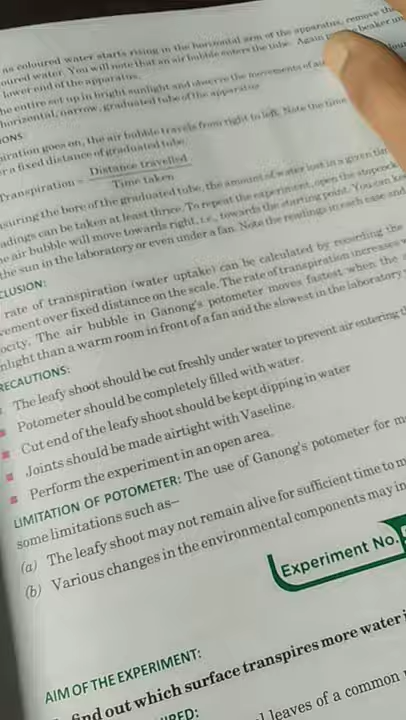 as coloured water starts rising in the horizontal arm of the apparatus, remove the
oured water. You will note that an air bubble enters the tube. Again beaker un
lower end of the apparatus.
he entire set up in bright sunlight and observe the movements of
horizontal, narrow, graduated tube of the apparatus
ONS:
piration goes on, the air bubble travels from right to left. Note the time
r a fixed distance of graduated tube.
Transpiration = Distance travelled
Time taken
suring the bore of the graduated tube, the amount of water lost in a given tim
adings can be taken at least thrice. To repeat the experiment, open the stopcock
e air bubble will move towards right, i.e., towards the starting point. You can
the sun in the laboratory or even under a fan. Note the readings in each case and
CLUSION:
rate of transpiration (water uptake) can be calculated by recording the
vement over fixed distance on the scale. The rate of transpiration increases
ocity. The air bubble in Ganong's potometer moves fastest when the
nlight than a warm room in front of a fan and the slowest in the laboratory
RECAUTIONS:
The leafy shoot should be cut freshly under water to prevent air entering
Potometer should be completely filled with water.
Cut end of the leafy shoot should be kept dipping in water
Joints should be made airtight with Vaseline.
Perform the experiment in an open area.
LIMITATION OF POTOMETER: The use of Ganong's potometer for
some limitations such as–
(a) The leafy shoot may not remain alive for sufficient time to
(b) Various changes in the environmental components may in
Experiment No.
AIM OF THE EXPERIMENT:
find out which surface transpires more water
IRED:
leaves of a common